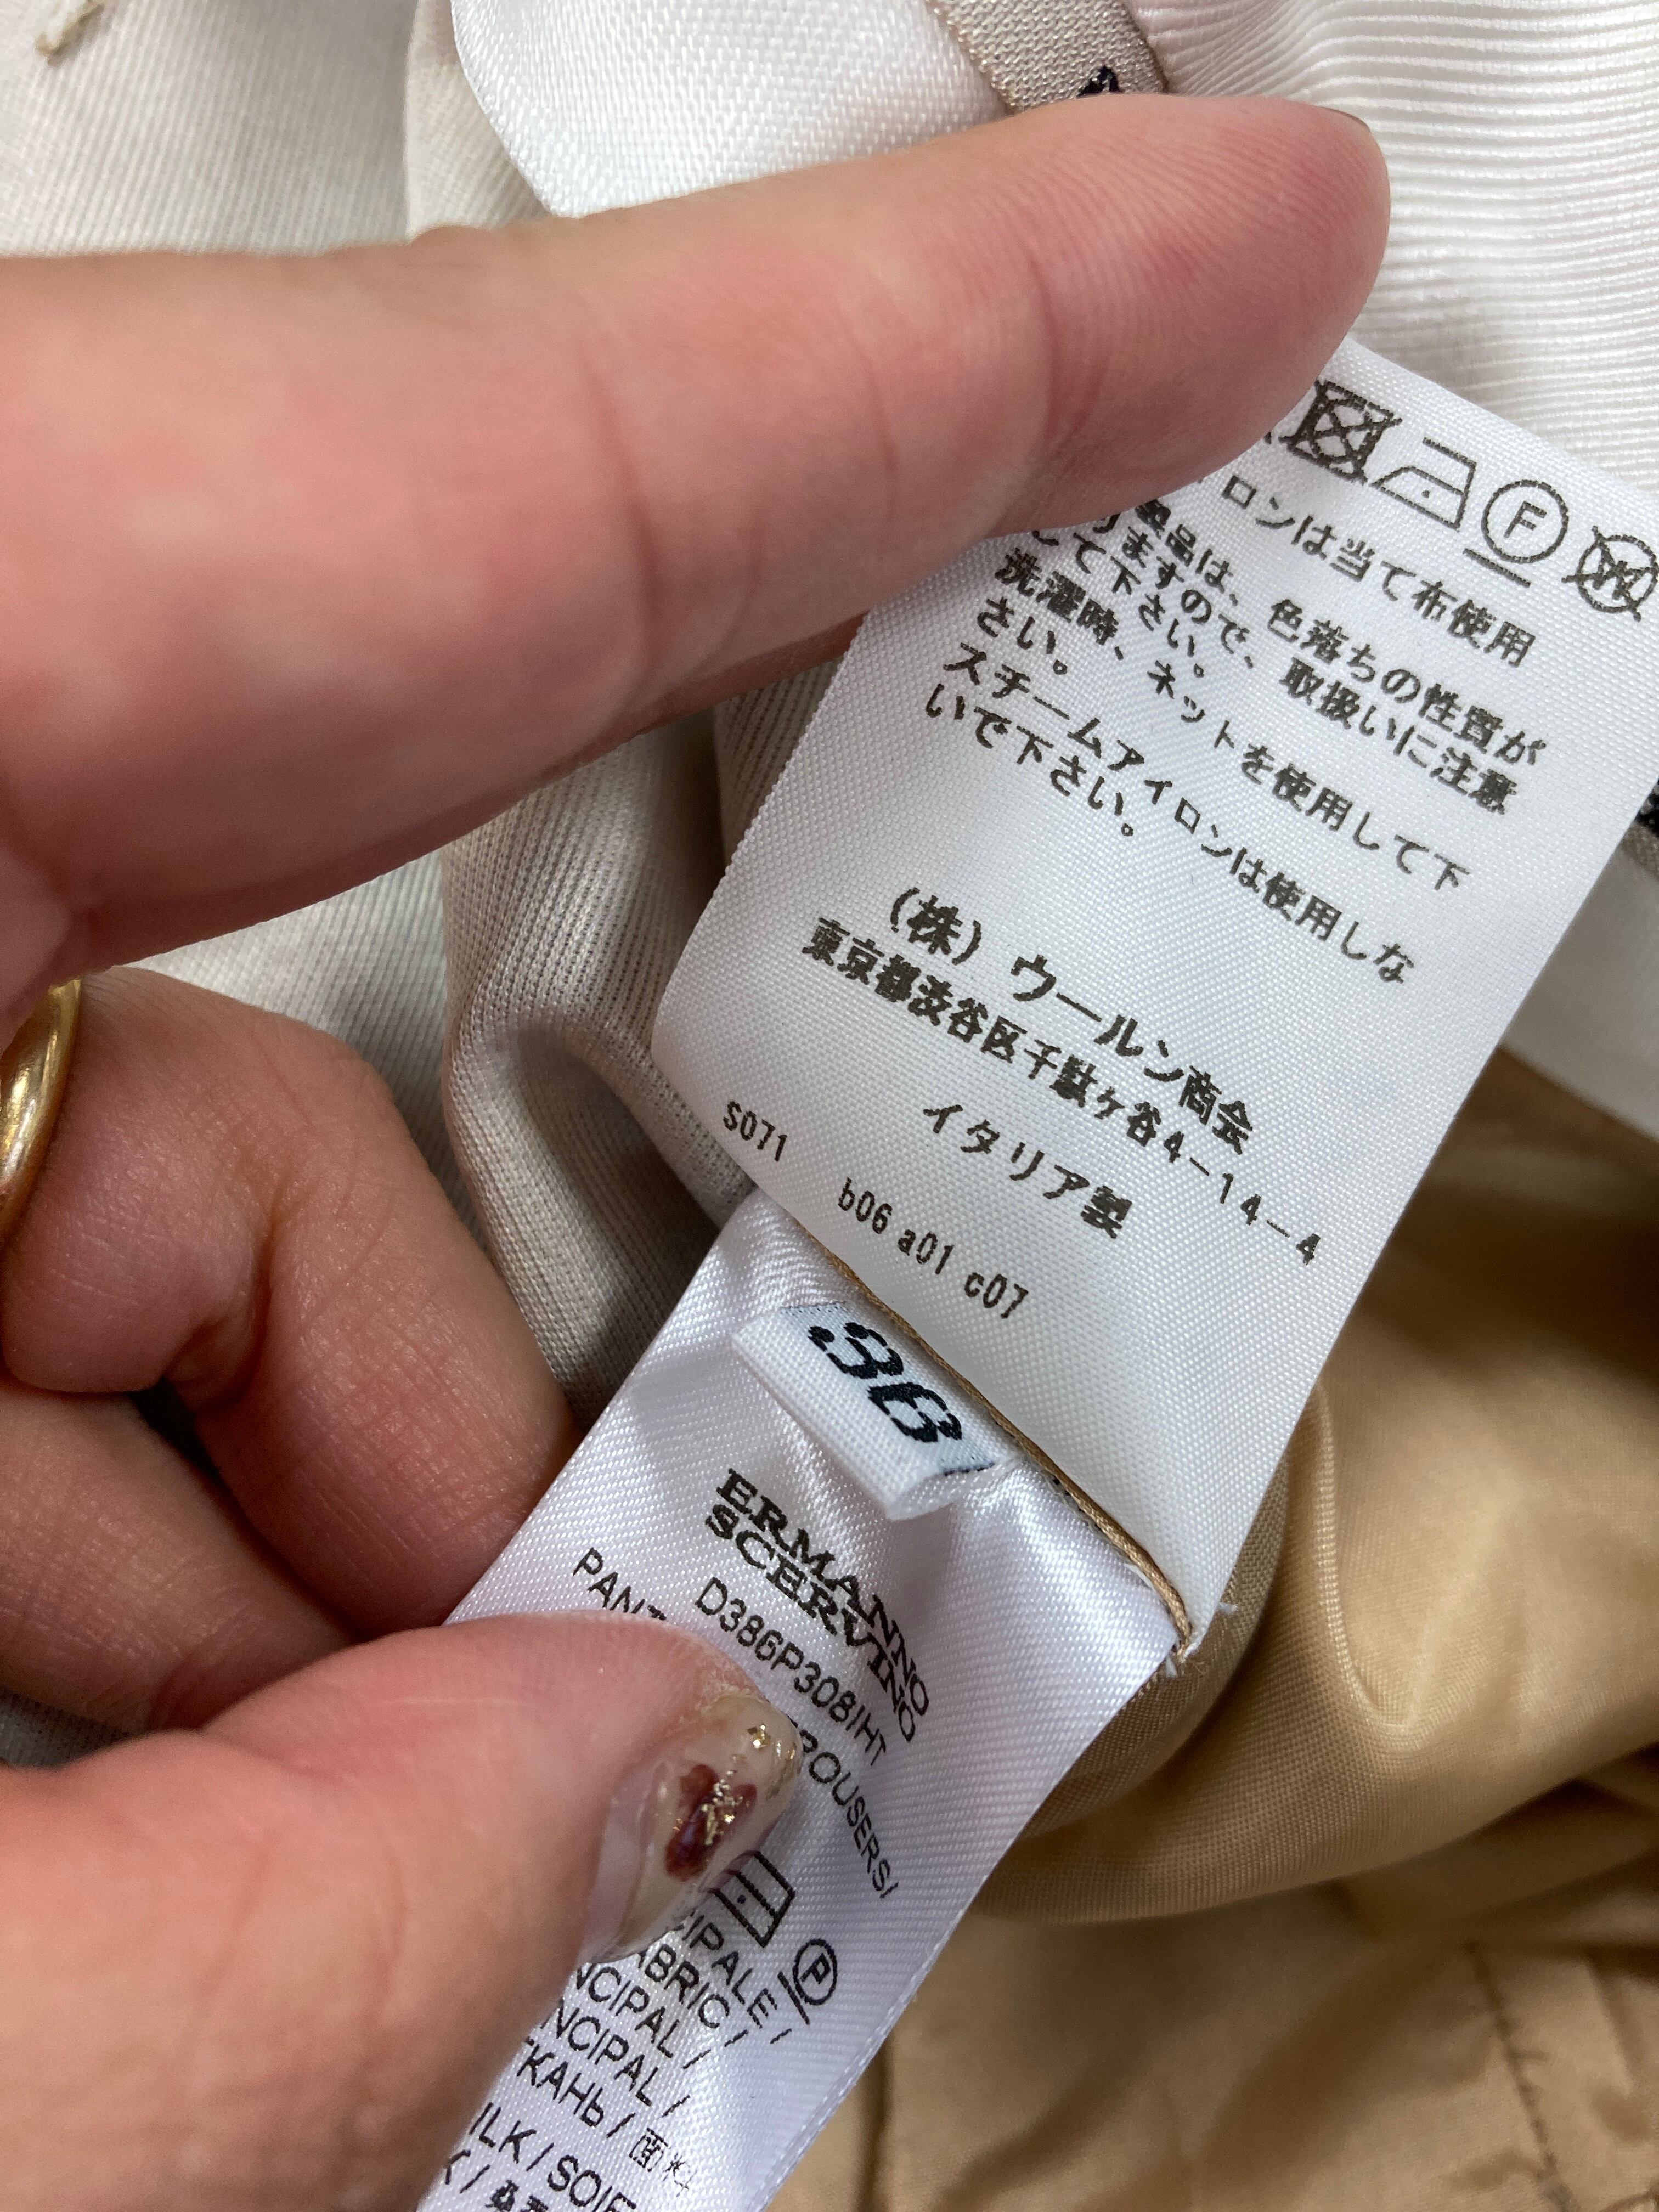 F
W
ロンは当て布使用
製品は、色落ちの性質が
りますので、取扱いに注意
して下さい。
洗濯時、ネットを使用して下
さい。
スチームアイロンは使用しな
いで下さい。
(株) ウールン商会
東京都渋谷区千駄ヶ谷4-14-4
イタリア製
S071
b06 a01 c07
36
ERMANNO
SCERVINO
D386P308IHT
PANT ROUSERS/
P
CIPALE /
ABRIC /
NCIPAL /
NCIPAL /
ТКАНЬ / 面料
ILK / SOIE